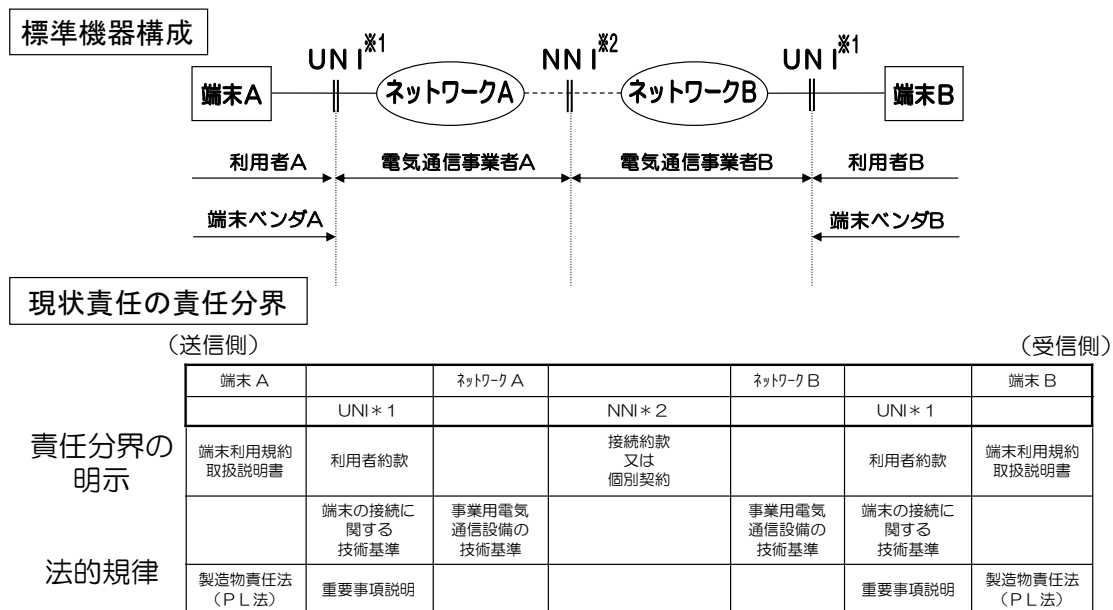 標準機器構成
UNI※1 NNI※2 UNI※1
端末A ネットワークA ネットワークB 端末B
利用者A 電気通信事業者A 電気通信事業者B 利用者B
端末ベンダA 端末ベンダB
現状責任の責任分界
（送信側） （受信側）
端末A ネットワークA ネットワークB 端末B
UNI＊1 NNI＊2 UNI＊1
責任分界の
明示
端末利用規約
取扱説明書
利用者約款
接続約款
又は
個別契約
利用者約款
端末利用規約
取扱説明書
法的規律
端末の接続に
関する
技術基準
事業用電気
通信設備の
技術基準
事業用電気
通信設備の
技術基準
端末の接続に
関する
技術基準
製造物責任法
（ＰＬ法）
重要事項説明
重要事項説明
製造物責任法
（ＰＬ法）